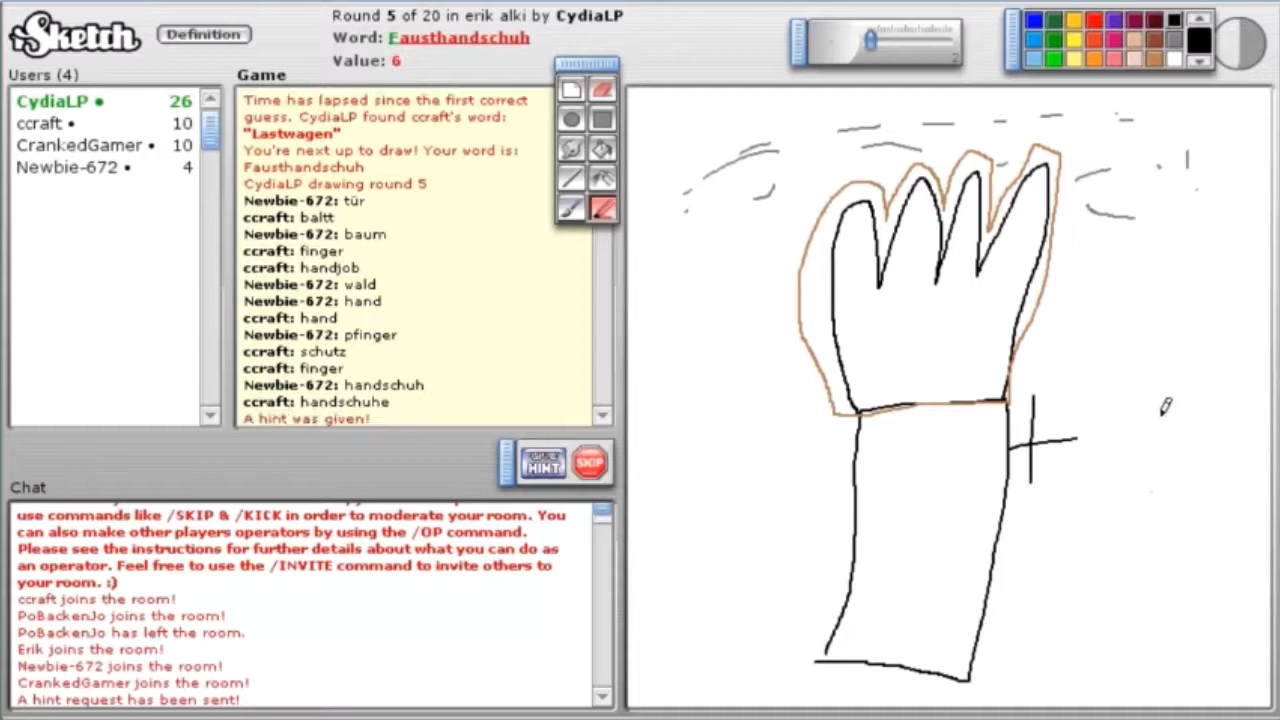 iSketch
Definition
Round 5 of 20 in erik alki by CydiaLP
Word: Fausthandschuh
Value: 6
Users (4)
CydiaLP • 26
ccraft • 10
CrankedGamer • 10
Newbie-672 • 4
Game
Time has lapsed since the first correct
guess. CydiaLP found ccraft's word:
"Lastwagen"
You're next up to draw! Your word is:
Fausthandschuh
CydiaLP drawing round 5
Newbie-672: tür
ccraft: baltt
Newbie-672: baum
ccraft: finger
ccraft: handjob
Newbie-672: wald
Newbie-672: hand
ccraft: hand
Newbie-672: pfinger
ccraft: schutz
ccraft: finger
Newbie-672: handschuh
ccraft: handschuhe
A hint was given!
2
HINT
SKIP
Chat
use commands like /SKIP & /KICK in order to moderate your room. You
can also make other players operators by using the /OP command.
Please see the instructions for further details about what you can do as
an operator. Feel free to use the /INVITE command to invite others to
your room. :)
ccraft joins the room!
PoBackenJo joins the room!
PoBackenJo has left the room.
Erik joins the room!
Newbie-672 joins the room!
CrankedGamer joins the room!
A hint request has been sent!